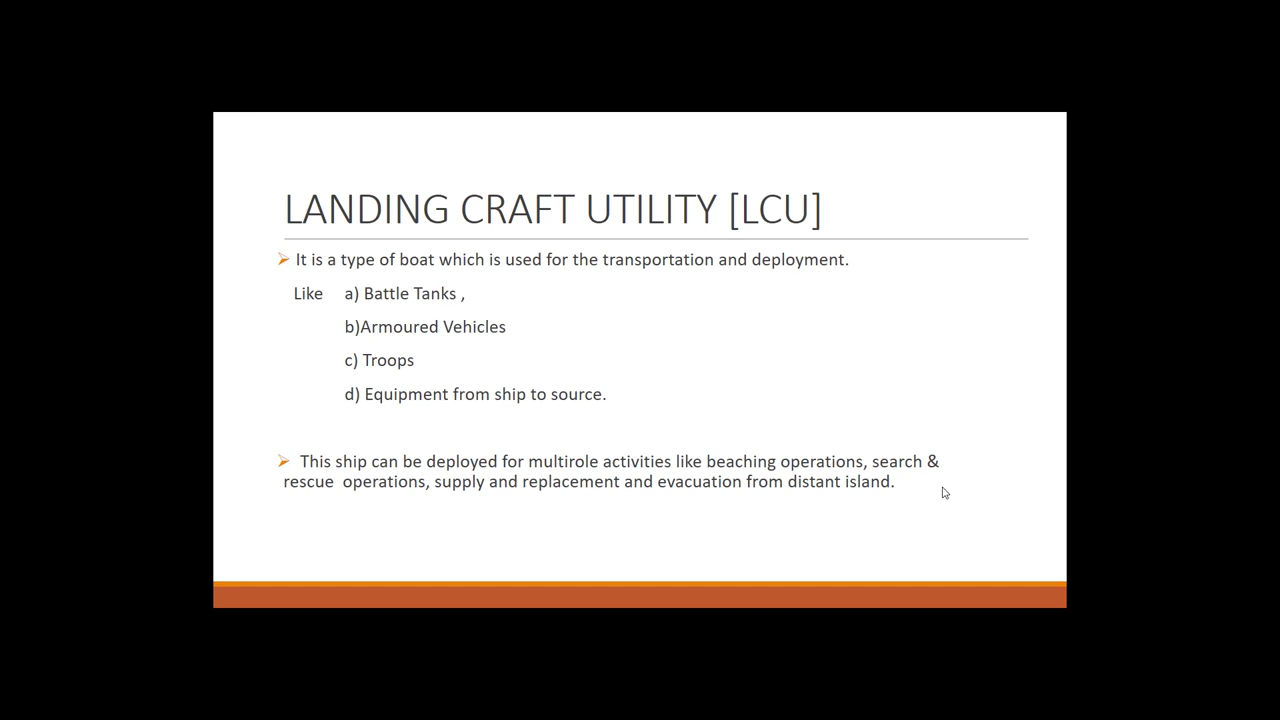 LANDING CRAFT UTILITY [LCU]
It is a type of boat which is used for the transportation and deployment.
Like a) Battle Tanks ,
b)Armoured Vehicles
c) Troops
d) Equipment from ship to source.
This ship can be deployed for multirole activities like beaching operations, search &
rescue operations, supply and replacement and evacuation from distant island.